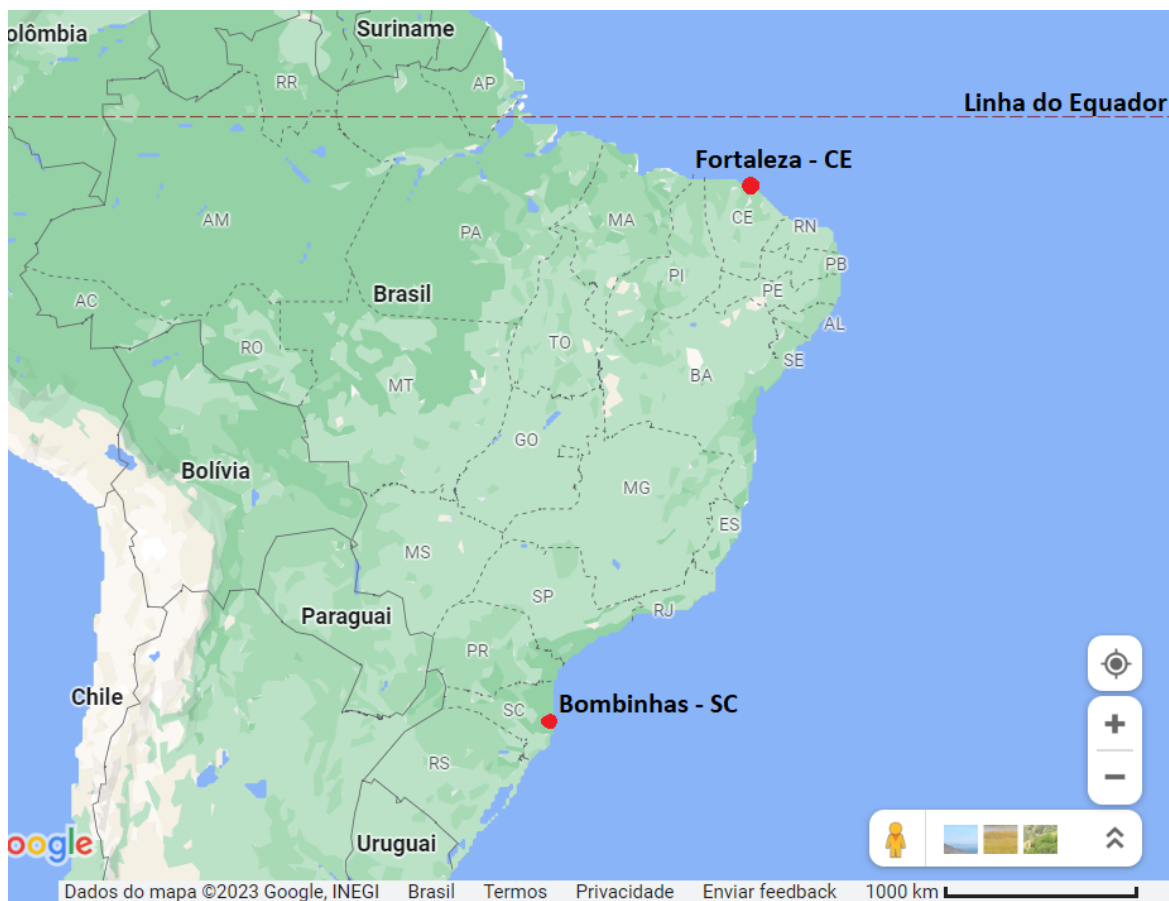 olômbia
Suriname
RR
AP
Linha do Equador
Fortaleza - CE
AM
PA
MA
CE
RN
PB
PI
PE
AC
Brasil
AL
RO
TO
SE
MT
BA
GO
Bolívia
MG
ES
MS
SP
RJ
Paraguai
PR
Chile
SC
Bombinhas - SC
RS
Uruguai
oogle
Dados do mapa ©2023 Google, INEGI Brasil Termos Privacidade Enviar feedback 1000 km